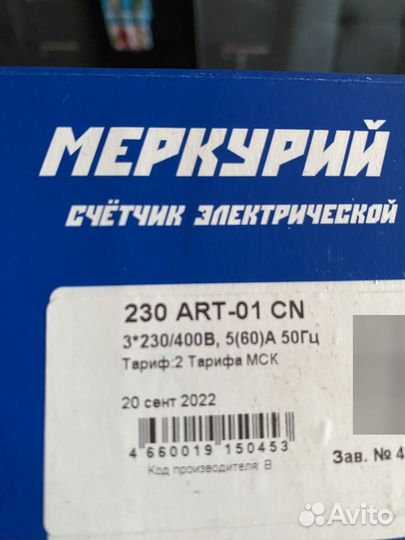 МЕРКУРИЙ
СЧЁТЧИК ЭЛЕКТРИЧЕСКОЙ
230 ART-01 CN
3*230/400В, 5(60)А 50Гц
Тариф:2 Тарифа МСК
20 сент 2022
4 660019 150453
Код производителя: В
Зав. № 4
Avito